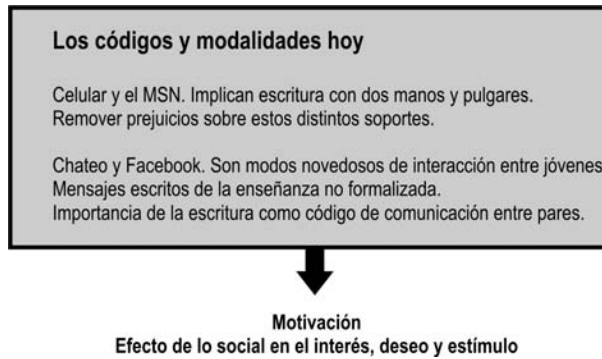 Los códigos y modalidades hoy
Celular y el MSN. Implican escritura con dos manos y pulgares.
Remover prejuicios sobre estos distintos soportes.
Chateo y Facebook. Son modos novedosos de interacción entre jóvenes
Mensajes escritos de la enseñanza no formalizada.
Importancia de la escritura como código de comunicación entre pares.
Motivación
Efecto de lo social en el interés, deseo y estímulo